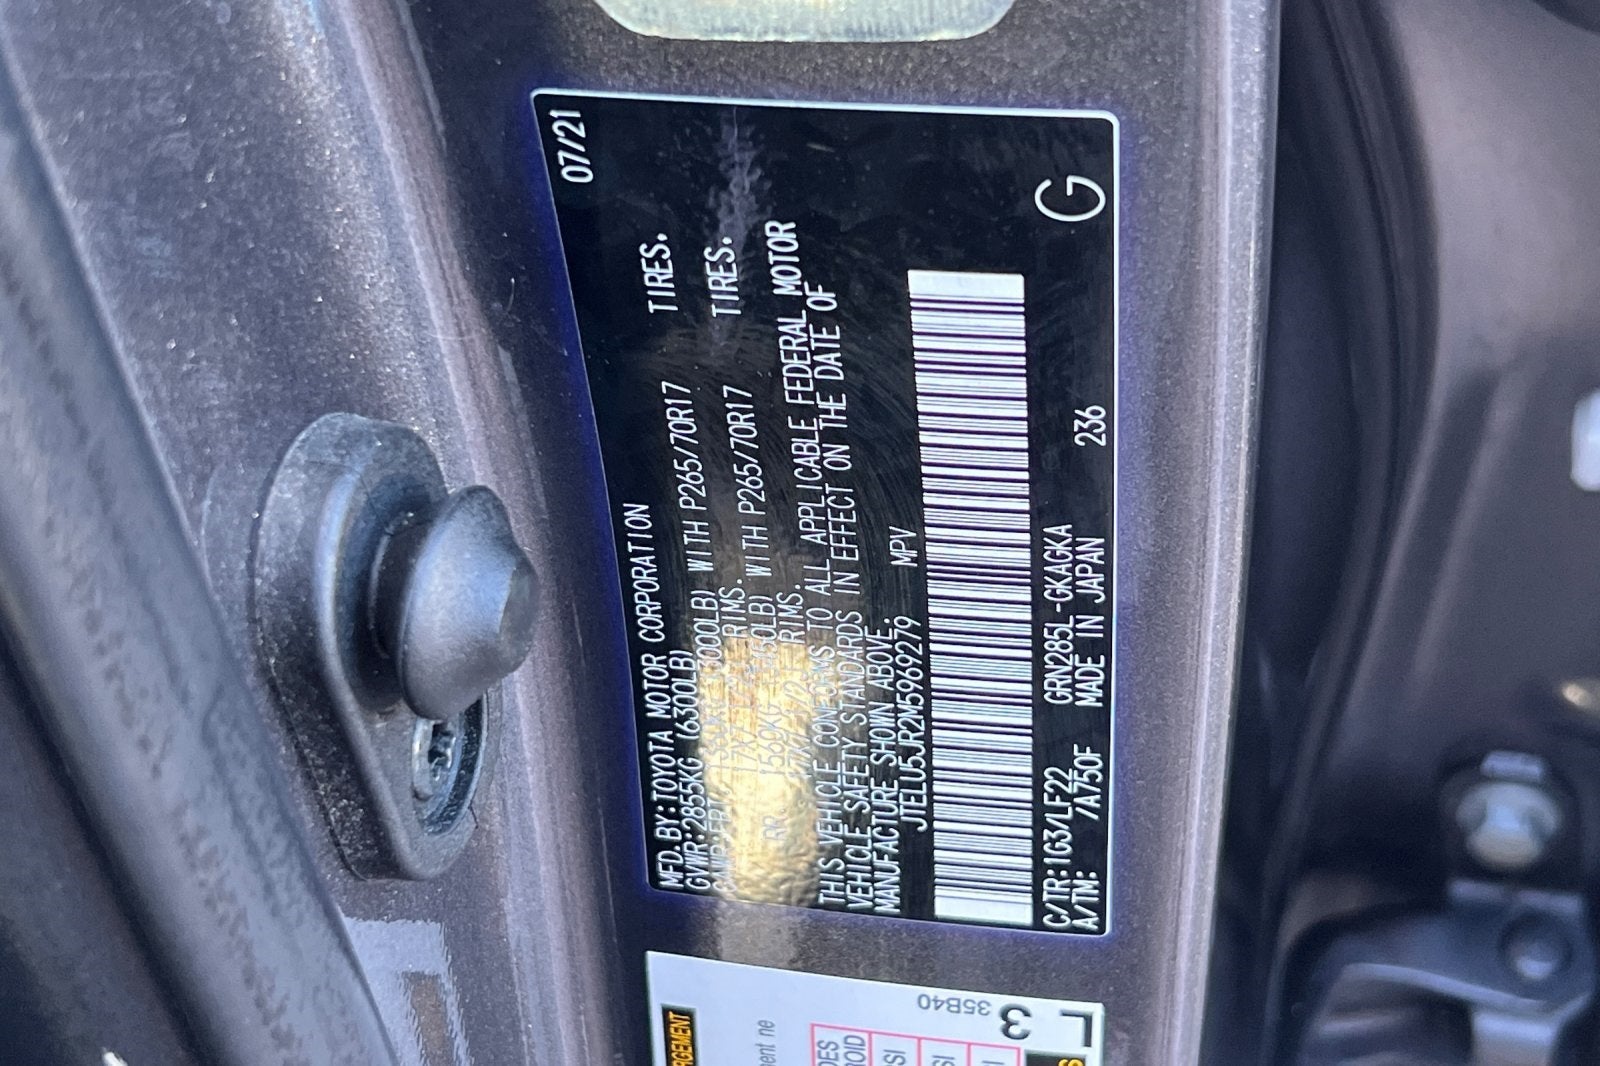 MFD.BY:TOYOTA MOTOR CORPORATION 07/21
GVWR:2855KG (6300LB)
WITH P265/70R17 TIRES.
RIMS.
RR. WITH P265/70R17 TIRES.
RIMS.
THIS VEHICLE CONFORMS TO ALL APPLICABLE FEDERAL MOTOR
VEHICLE SAFETY STANDARDS IN EFFECT ON THE DATE OF
MANUFACTURE SHOWN ABOVE.
JTELU5JR2M5969279 MPV
C/TR:1G3/LF22 GRN285L-GKAGKA 236 G
A/TM: /A750F MADE IN JAPAN
35B40
3